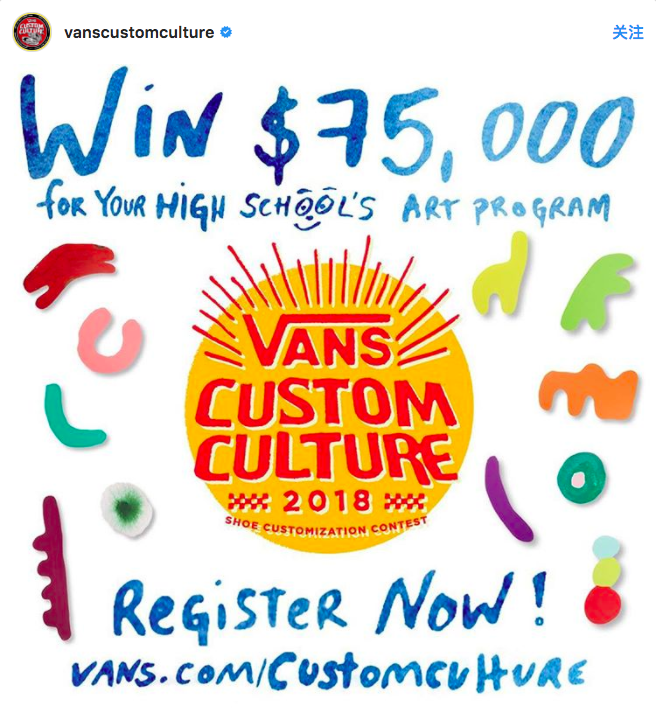 vanscustomculture
关注
WiN $75,000
for YOUR HiGH SCHOOL'S ART PROGRAM
VANS
CUSTOM
CULTURE
2018
SHOE CUSTOMIZATION CONTEST
RegisTeR Now!
VANS.COM/CustomcultuRE